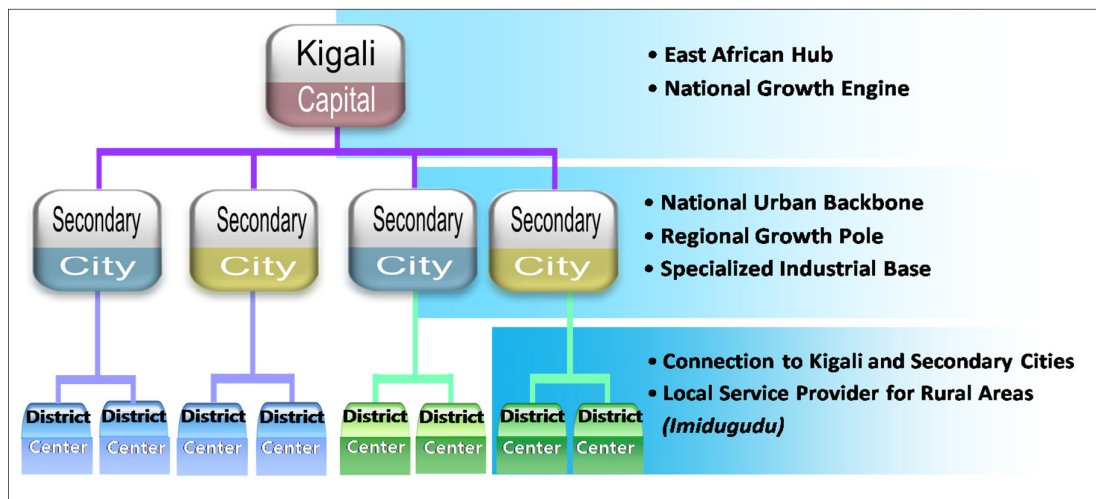 Kigali
Capital
• East African Hub
• National Growth Engine
Secondary
City
Secondary
City
Secondary
City
Secondary
City
• National Urban Backbone
• Regional Growth Pole
• Specialized Industrial Base
District
Center
District
Center
District
Center
District
Center
District
Center
District
Center
District
Center
District
Center
• Connection to Kigali and Secondary Cities
• Local Service Provider for Rural Areas
(Imidugudu)